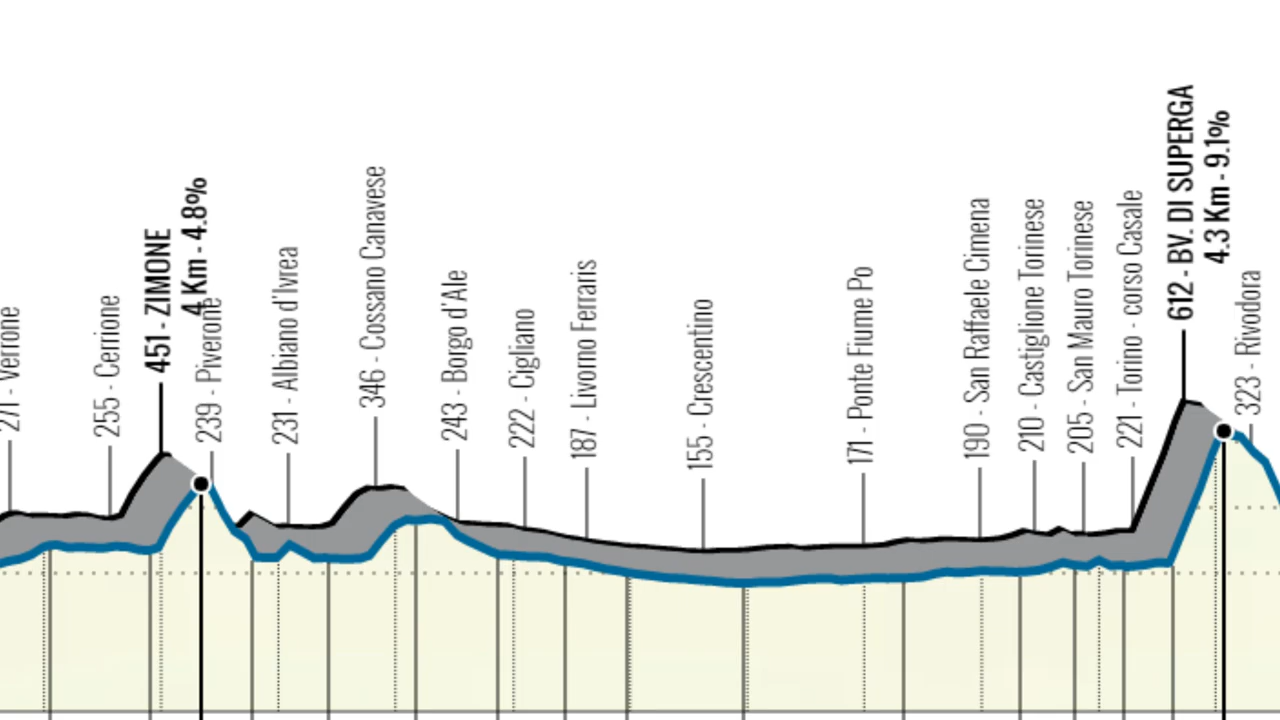 271 - Verrone
255 - Cerrione
451 - ZIMONE
4 Km - 4.8%
239 - Piverone
231 - Albiano d'Ivrea
346 - Cossano Canavese
243 - Borgo d'Ale
222 - Cigliano
187 - Livorno Ferraris
155 - Crescentino
171 - Ponte Fiume Po
190 - San Raffaele Cimena
210 - Castiglione Torinese
205 - San Mauro Torinese
221 - Torino - corso Casale
612 - BV. DI SUPERGA
4.3 Km - 9.1%
323 - Rivodora